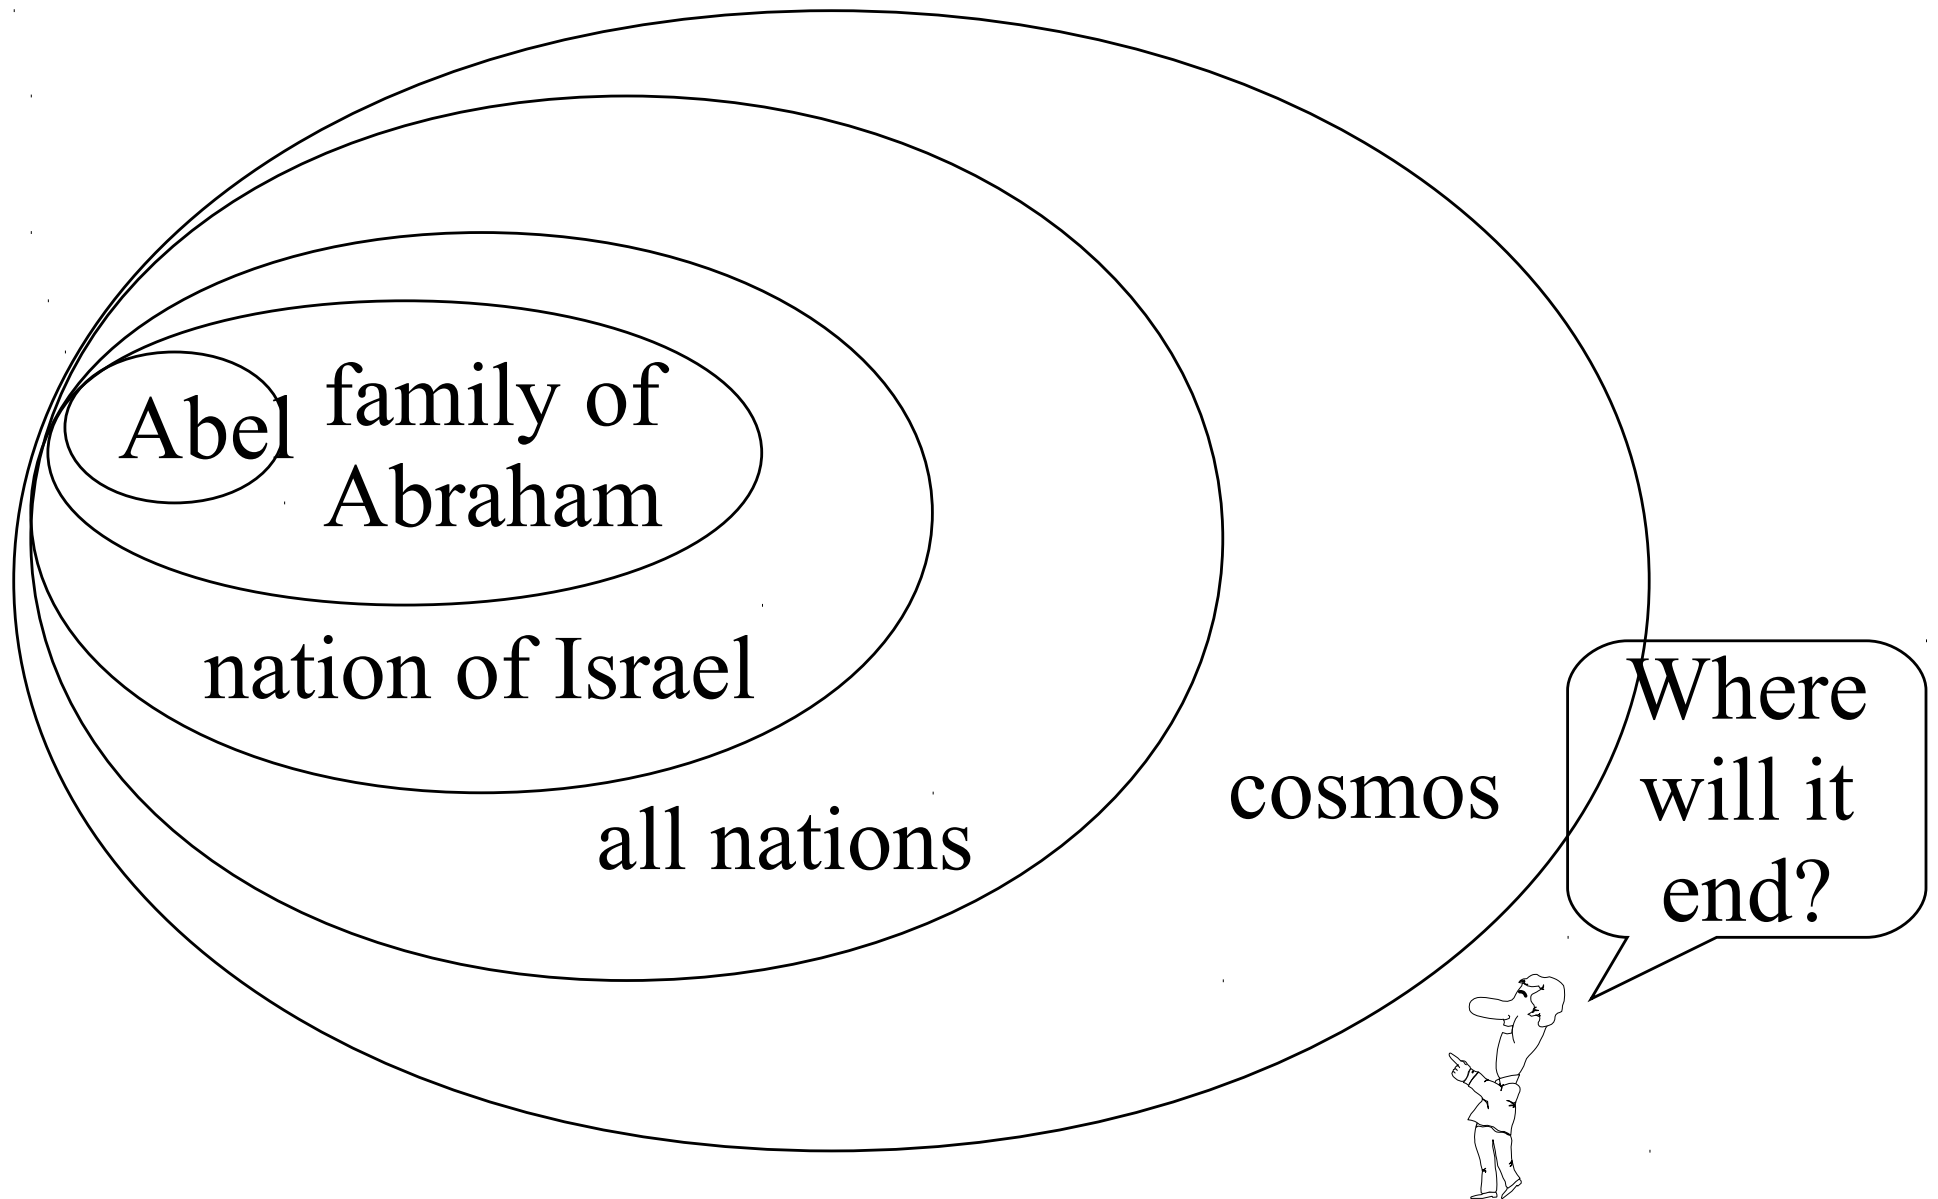 Abel
family of
Abraham
nation of Israel
all nations
cosmos
Where
will it
end?